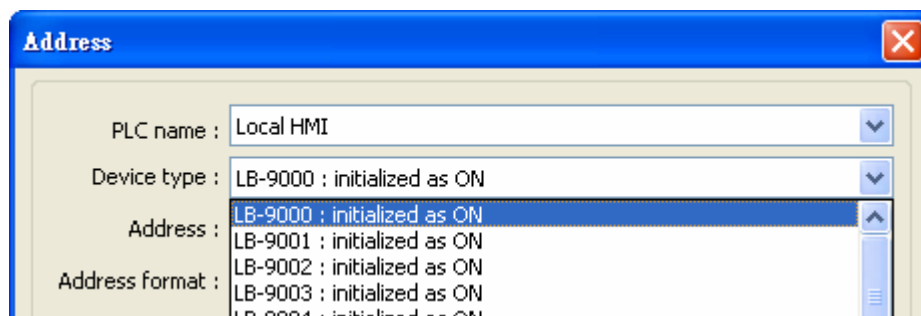 Address
PLC name : Local HMI
Device type : LB-9000 : initialized as ON
LB-9000 : initialized as ON
Address :
LB-9001 : initialized as ON
LB-9002 : initialized as ON
Address format :
LB-9003 : initialized as ON